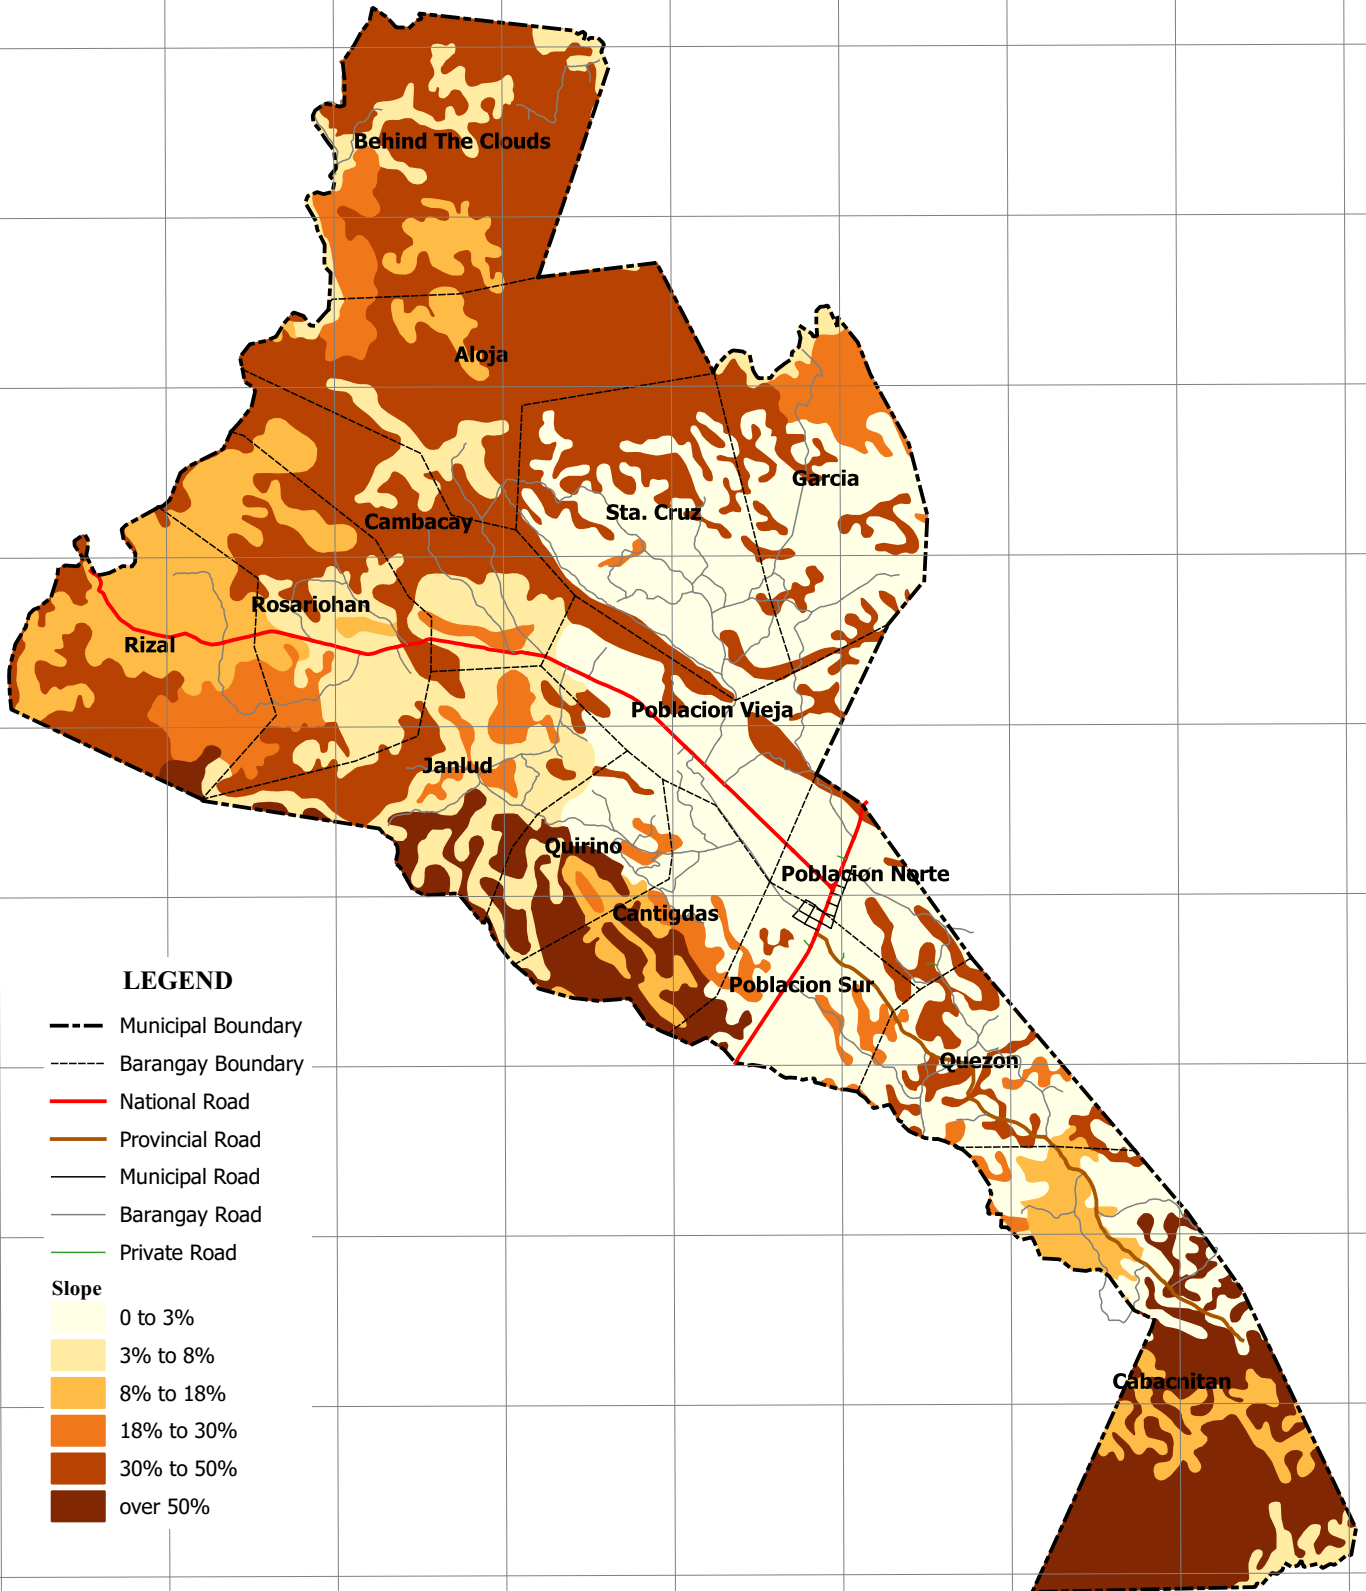 Behind The Clouds
Aloja
Garcia
Sta. Cruz
Cambacay
Rosariohan
Rizal
Poblacion Vieja
Janlud
Quirino
Poblacion Norte
Cantigdas
Poblacion Sur
Quezon
Cabacnitan
LEGEND
Municipal Boundary
Barangay Boundary
National Road
Provincial Road
Municipal Road
Barangay Road
Private Road
Slope
0 to 3%
3% to 8%
8% to 18%
18% to 30%
30% to 50%
over 50%